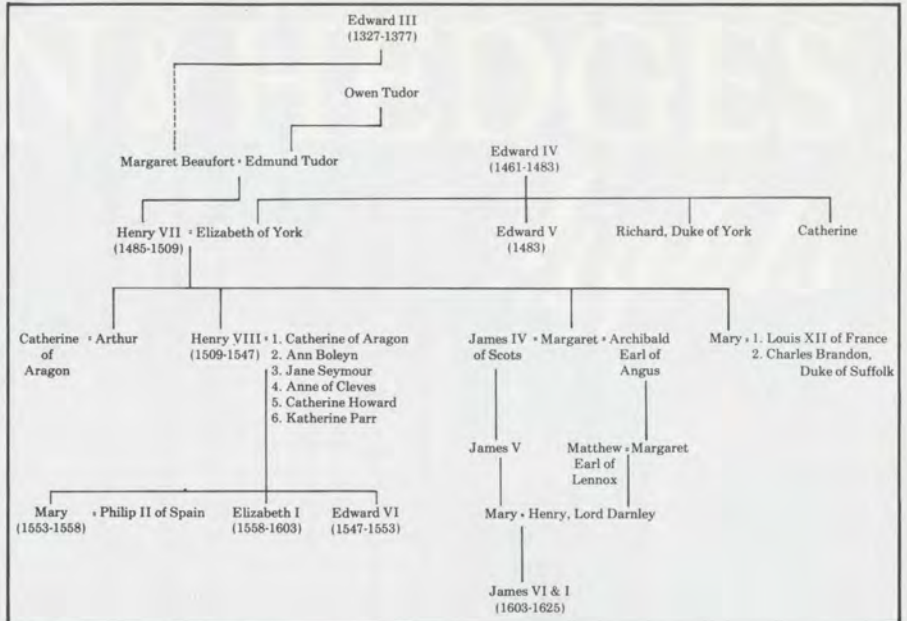 Edward III
(1327-1377)
Owen Tudor
Margaret Beaufort = Edmund Tudor
Edward IV
(1461-1483)
Henry VII = Elizabeth of York
(1485-1509)
Edward V
(1483)
Richard, Duke of York
Catherine
Catherine = Arthur
of
Aragon
Henry VIII = 1. Catherine of Aragon
(1509-1547) 2. Ann Boleyn
3. Jane Seymour
4. Anne of Cleves
5. Catherine Howard
6. Katherine Parr
James IV = Margaret = Archibald
of Scots Earl of
Angus
Mary = 1. Louis XII of France
2. Charles Brandon,
Duke of Suffolk
James V
Matthew = Margaret
Earl of
Lennox
Mary = Philip II of Spain
(1553-1558)
Elizabeth I
(1558-1603)
Edward VI
(1547-1553)
Mary = Henry, Lord Darnley
James VI & I
(1603-1625)